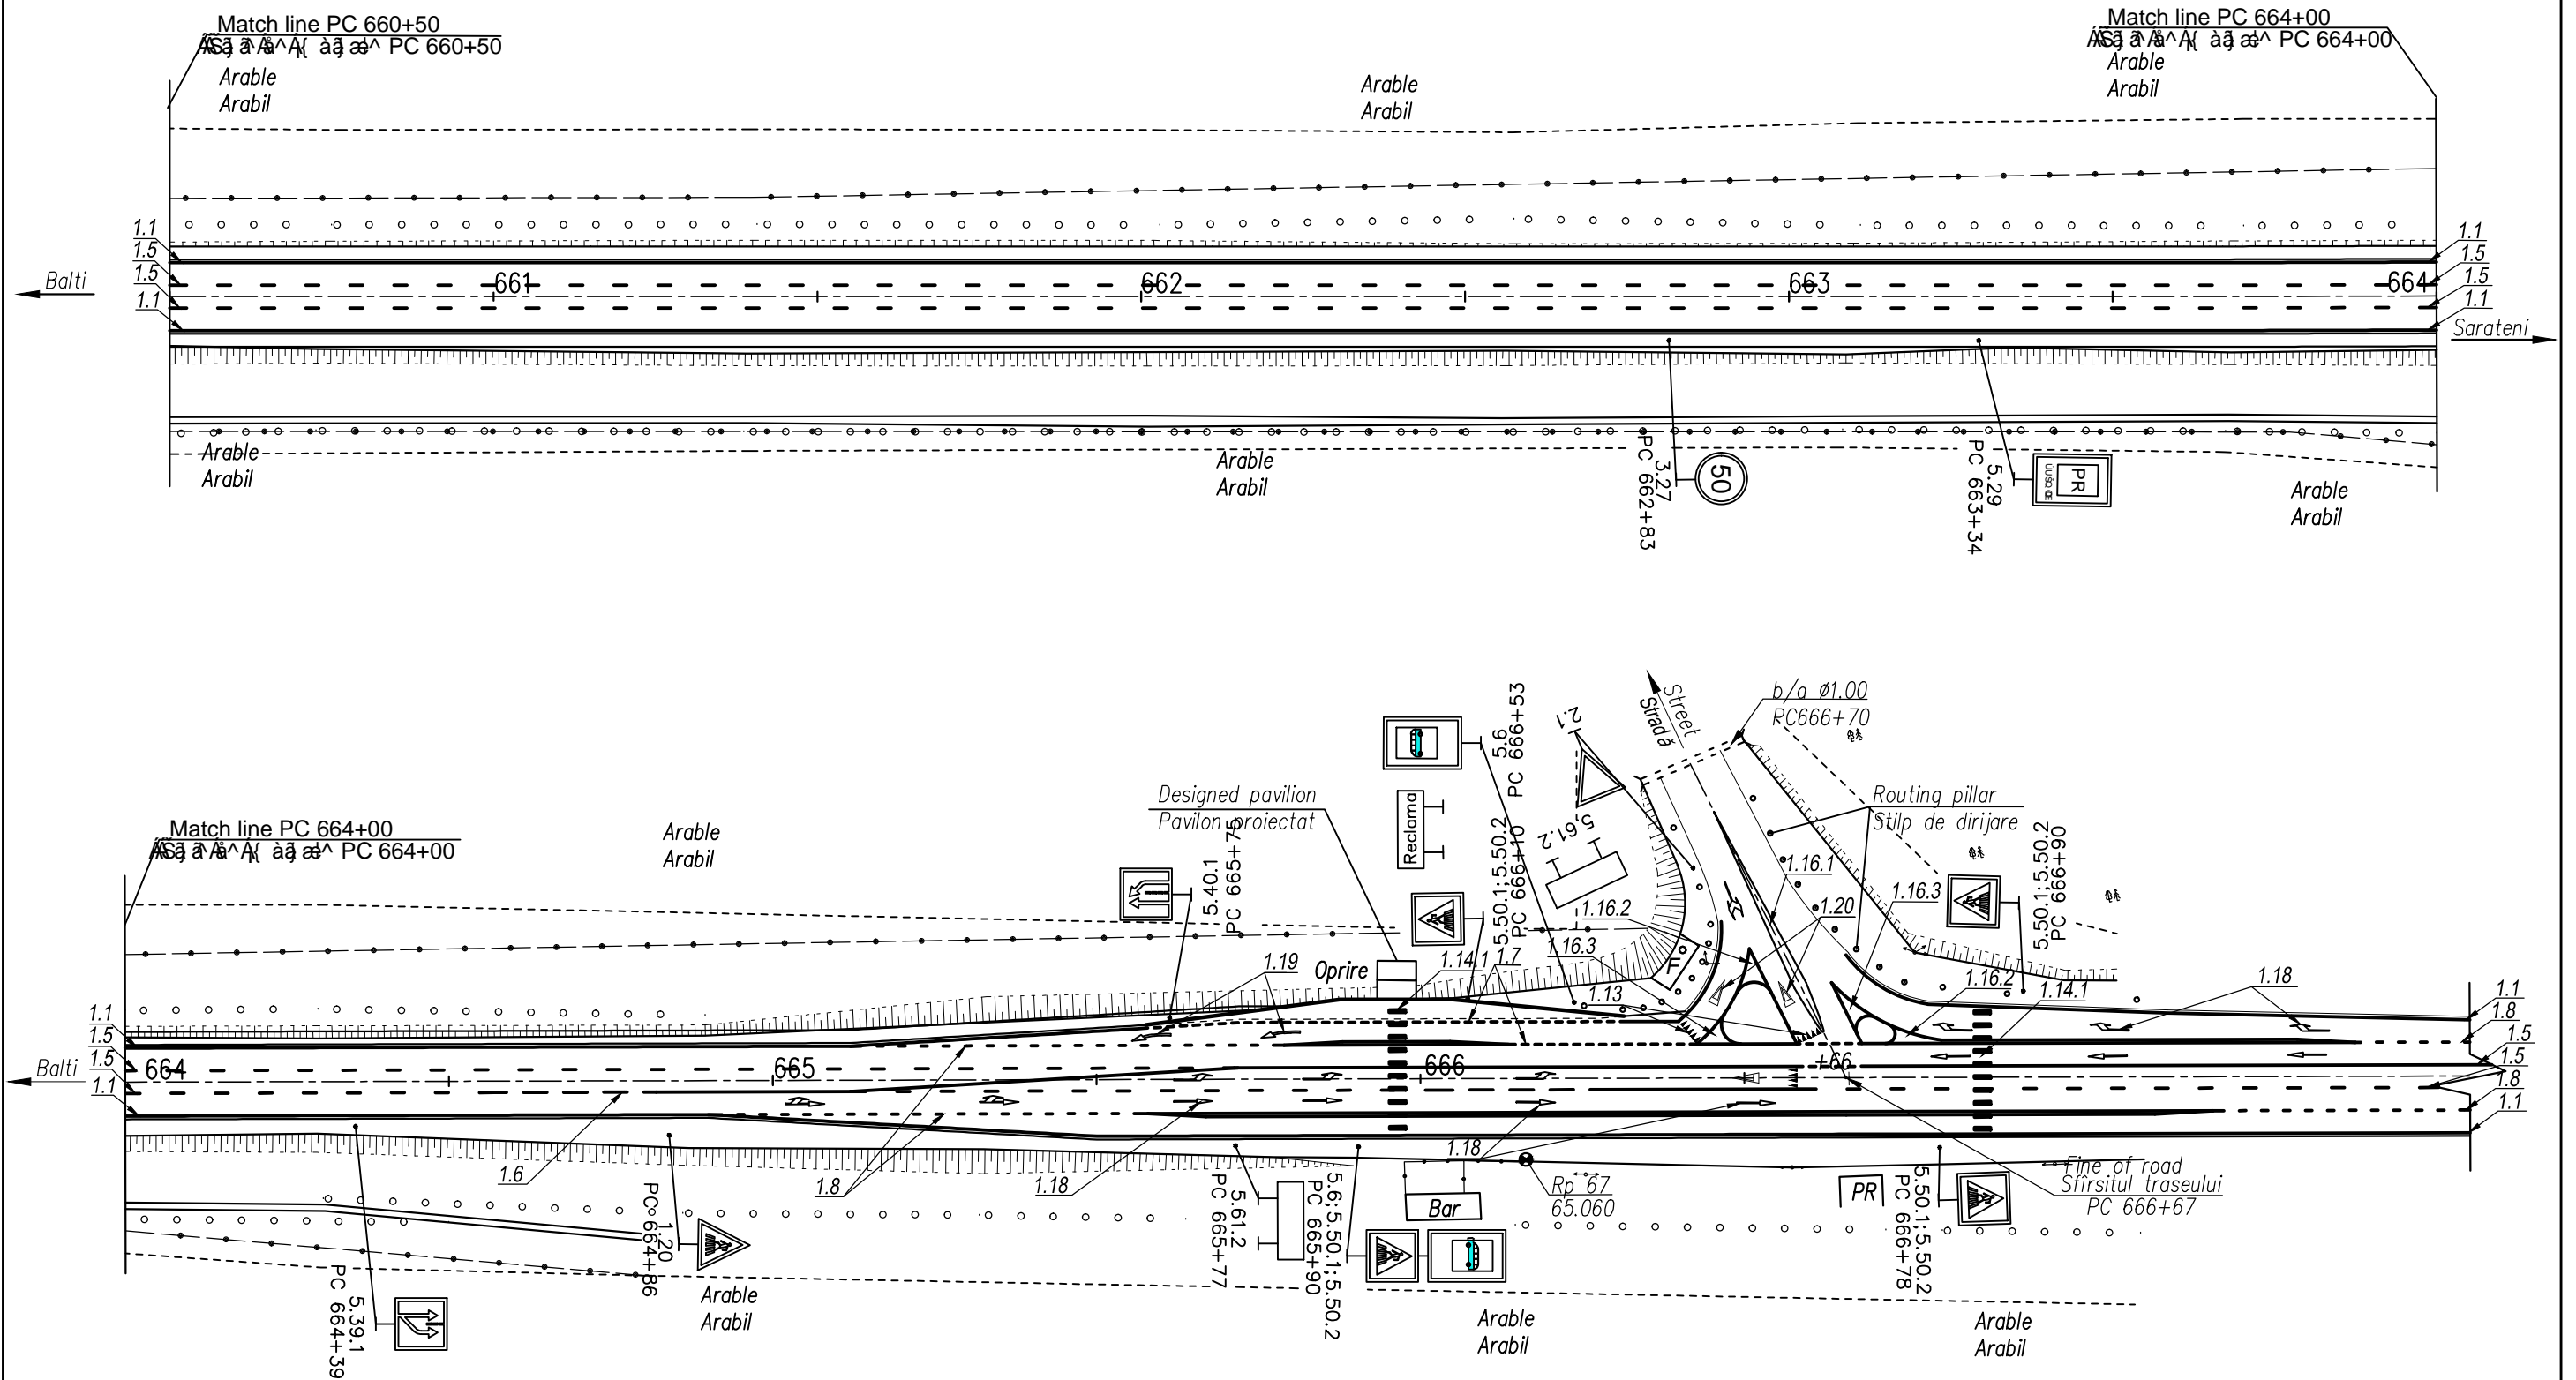 Match line PC 660+50
PC 660+50
Arable
Arabil
Arable
Arabil
Match line PC 664+00
PC 664+00
Arable
Arabil
1.1
1.5
1.5
1.1
Balti
661
662
663
664
1.1
1.5
1.5
1.1
Sarateni
Arable
Arabil
Arable
Arabil
3.27
PC 662+83
50
5.29
PC 663+34
PR
Arable
Arabil
Match line PC 664+00
PC 664+00
Arable
Arabil
Designed pavilion
Pavilon proiectat
5.40.1
PC 665+75
Reclama
5.6
PC 666+53
5.50.1;5.50.2
PC 666+10
2.1
5,61.2
Street
Stradă
b/a ø1.00
RC666+70
Routing pillar
Stilp de dirijare
5.50.1;5.50.2
PC 666+90
1.16.1
1.16.2
1.20
1.16.3
1.16.3
1.19
Oprire
1.14.1
1.7
F
1.13
1.16.2
1.14.1
1.18
1.1
1.5
1.5
1.1
Balti
664
665
666
+66
1.1
1.8
1.5
1.5
1.8
1.1
1.6
1.8
1.18
1.18
5.39.1
PC 664+39
1.20
PC 664+86
Arable
Arabil
5.61.2
PC 665+77
5.6;5.50.1;5.50.2
PC 665+90
Bar
Rp 67
65.060
Arable
Arabil
PR
5.50.1;5.50.2
PC 666+78
Fine of road
Sfîrsitul traseului
PC 666+67
Arable
Arabil